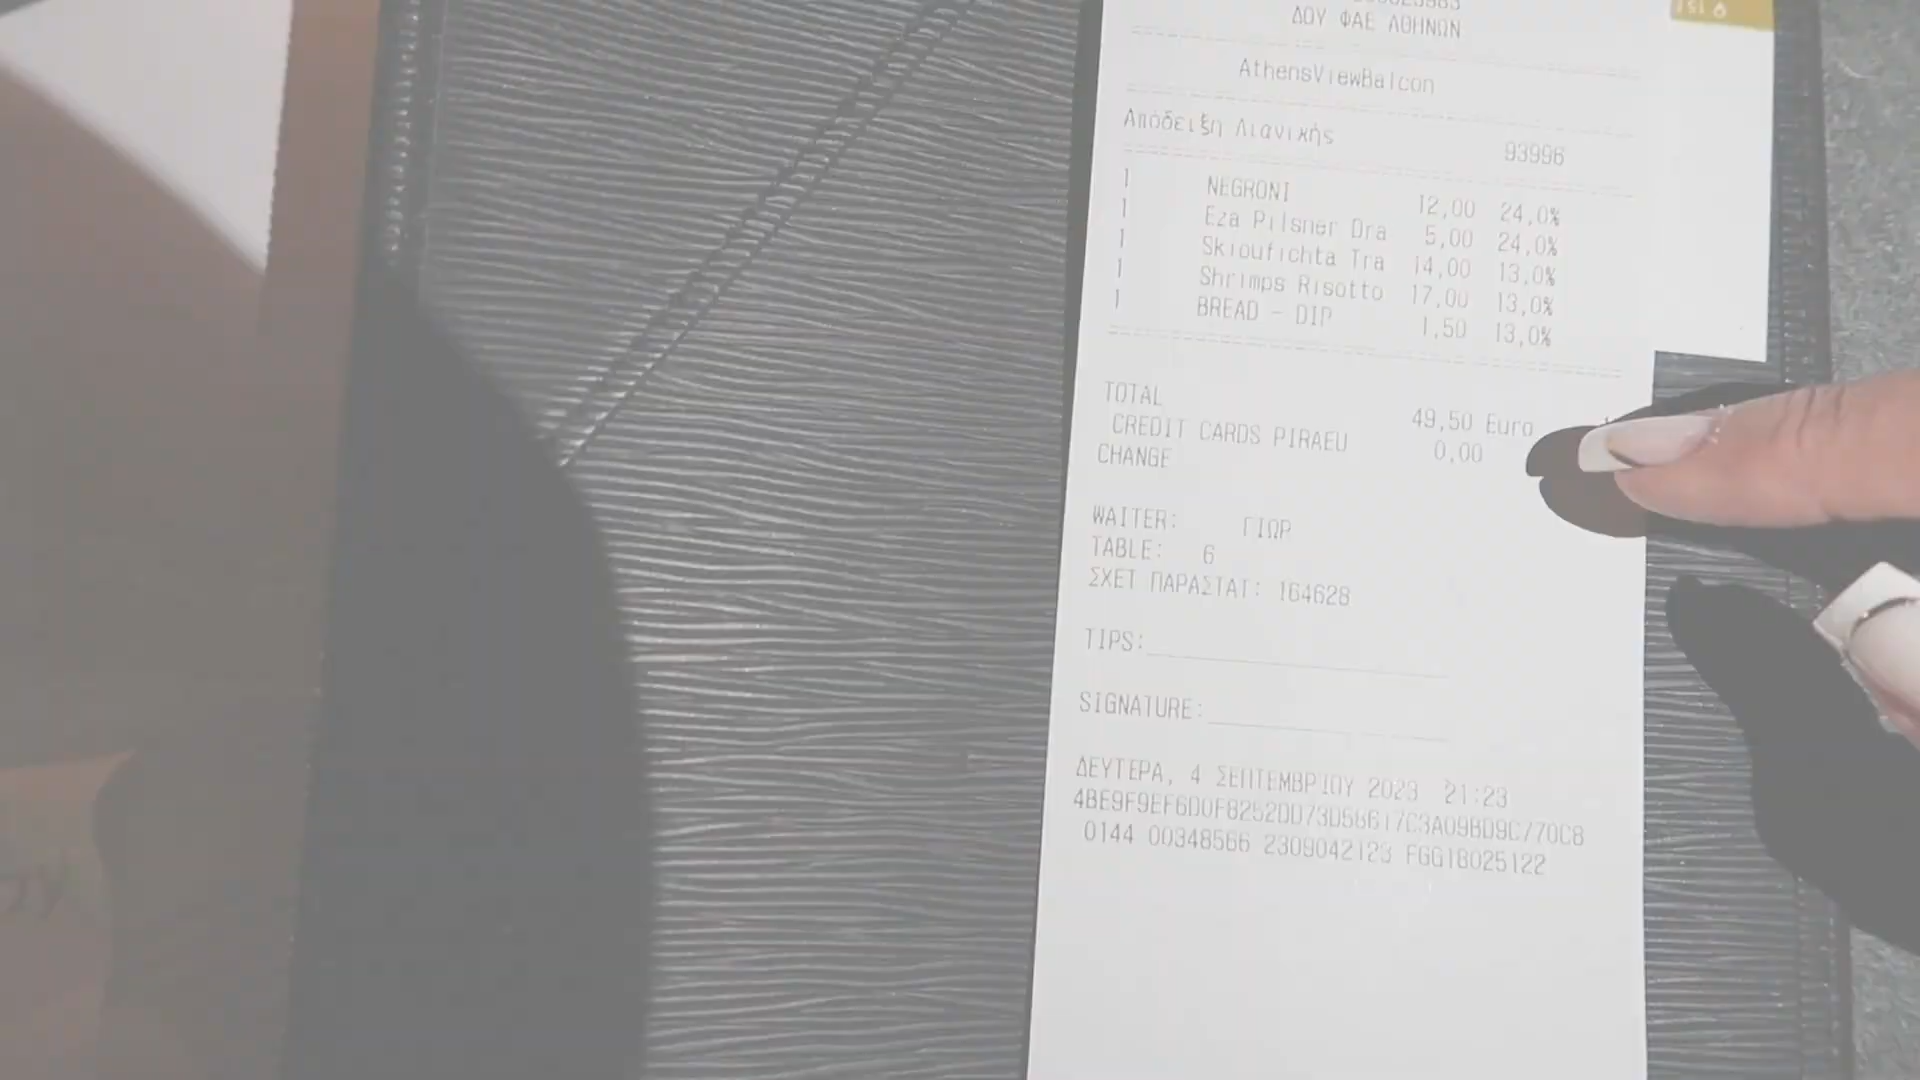 ΔΟΥ ΦΑΕ ΑΘΗΝΩΝ
AthensViewBalcon
Απόδειξη Λιανικής 93996
1 NEGRONI 12,00 24,0%
1 Eza Pilsner Dra 5,00 24,0%
1 Skioufichta Tra 14,00 13,0%
1 Shrimps Risotto 17,00 13,0%
1 BREAD - DIP 1,50 13,0%
TOTAL 49,50 Euro
CREDIT CARDS PIRAEU 0,00
CHANGE
WAITER: ΓΙΩΡ
TABLE: 6
ΣΧΕΤ ΠΑΡΑΣΤΑΤ: 164628
TIPS:
SIGNATURE:
ΔΕΥΤΕΡΑ, 4 ΣΕΠΤΕΜΒΡΙΟΥ 2023 21:23
0144 00348566 2309042123 FGG18025122